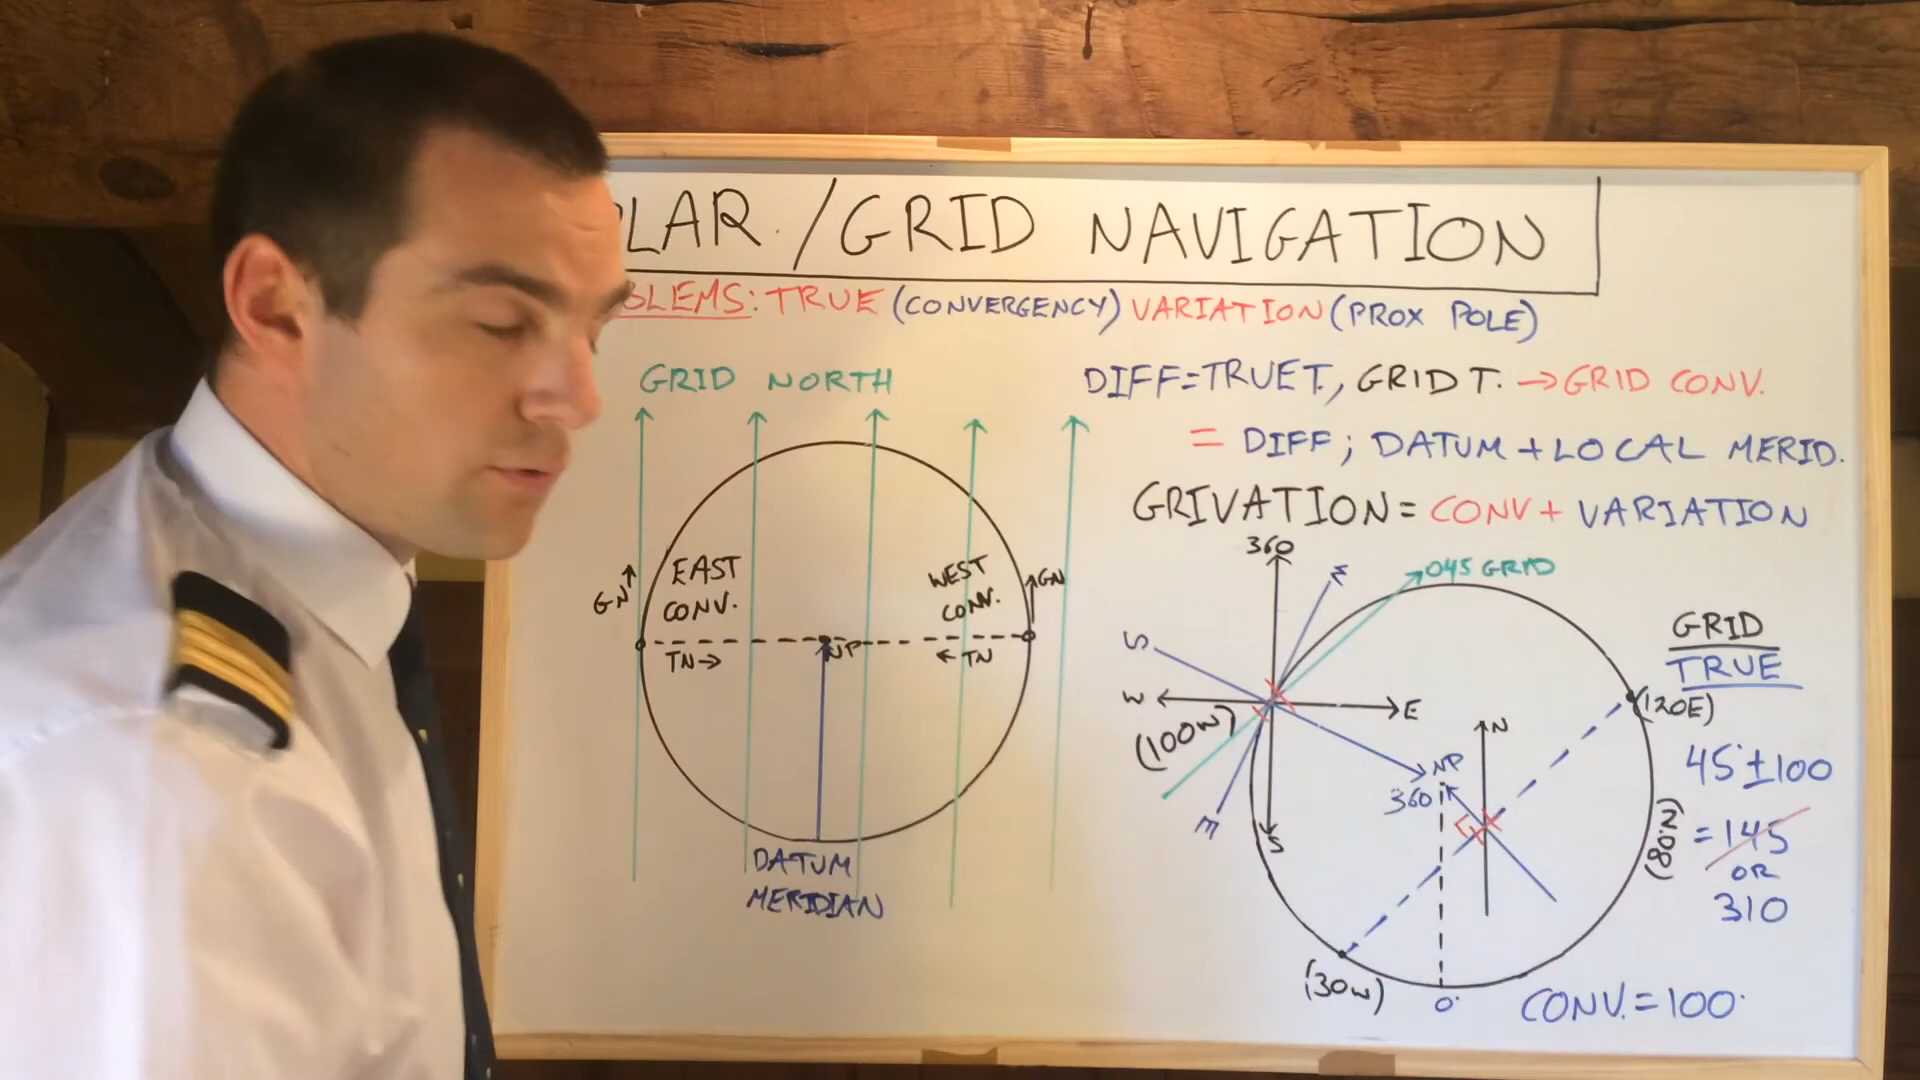 LAR. /GRID NAVIGATION
BLEMS: TRUE (CONVERGENCY) VARIATION (PROX POLE)
GRID NORTH
GN
EAST
CONV.
TN→
NP
WEST
CONV.
GN
←TN
DATUM
MERIDIAN
DIFF=TRUE T., GRID T. → GRID CONV.
= DIFF; DATUM + LOCAL MERID.
GRIVATION = CONV + VARIATION
360
045 GRID
S
W
E
(100W)
S
NP
360
N
(30W)
0°
(120E)
(80.N)
GRID
TRUE
45°±100
=145
OR
310
CONV. = 100°